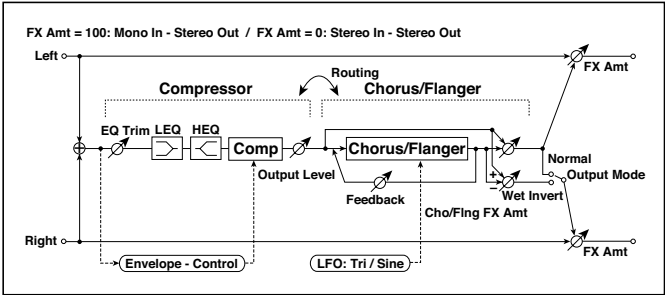 FX Amt = 100: Mono In - Stereo Out / FX Amt = 0: Stereo In - Stereo Out
Left
FX Amt
Routing
Compressor
Chorus/Flanger
EQ Trim
LEQ
HEQ
Comp
Chorus/Flanger
Output Level
Normal
Output Mode
+
−
Wet Invert
Feedback
Cho/Flng FX Amt
Right
FX Amt
Envelope - Control
LFO: Tri / Sine